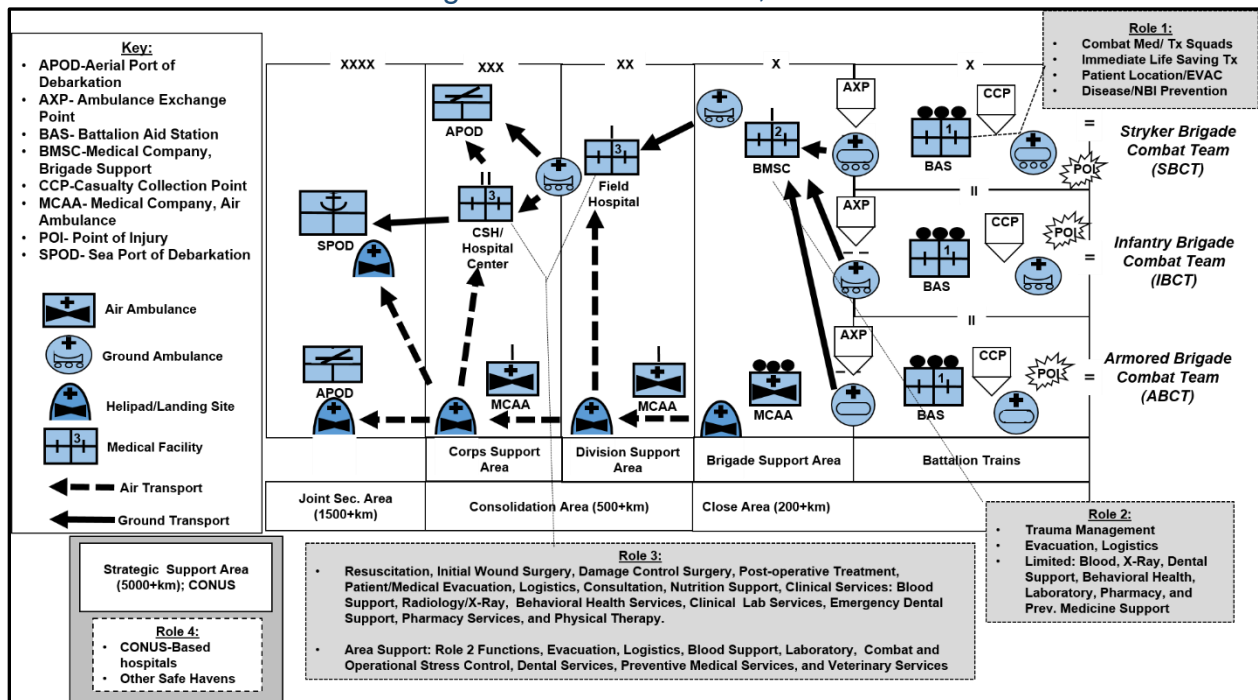 Key:
• APOD-Aerial Port of
Debarkation
• AXP- Ambulance Exchange
Point
• BAS- Battalion Aid Station
• BMSC-Medical Company,
Brigade Support
• CCP-Casualty Collection Point
• MCAA- Medical Company, Air
Ambulance
• POI- Point of Injury
• SPOD- Sea Port of Debarkation
Air Ambulance
Ground Ambulance
Helipad/Landing Site
3
Medical Facility
Air Transport
Ground Transport
XXXX
XXX
XX
X
X
APOD
SPOD
3
CSH/
Hospital
Center
3
Field
Hospital
2
BMSC
APOD
MCAA
MCAA
MCAA
AXP
AXP
AXP
1
BAS
CCP
POI
II
1
BAS
CCP
POI
II
1
BAS
CCP
POI
Role 1:
• Combat Med/ Tx Squads
• Immediate Life Saving Tx
• Patient Location/EVAC
• Disease/NBI Prevention
= Stryker Brigade
Combat Team
(SBCT)
= Infantry Brigade
Combat Team
(IBCT)
= Armored Brigade
Combat Team
(ABCT)
Corps Support
Area
Division Support
Area
Brigade Support Area
Battalion Trains
Joint Sec. Area
(1500+km)
Consolidation Area (500+km)
Close Area (200+km)
Strategic Support Area
(5000+km); CONUS
Role 4:
• CONUS-Based
hospitals
• Other Safe Havens
Role 3:
• Resuscitation, Initial Wound Surgery, Damage Control Surgery, Post-operative Treatment,
Patient/Medical Evacuation, Logistics, Consultation, Nutrition Support, Clinical Services: Blood
Support, Radiology/X-Ray, Behavioral Health Services, Clinical Lab Services, Emergency Dental
Support, Pharmacy Services, and Physical Therapy.
• Area Support: Role 2 Functions, Evacuation, Logistics, Blood Support, Laboratory, Combat and
Operational Stress Control, Dental Services, Preventive Medical Services, and Veterinary Services
Role 2:
• Trauma Management
• Evacuation, Logistics
• Limited: Blood, X-Ray, Dental
Support, Behavioral Health,
Laboratory, Pharmacy, and
Prev. Medicine Support